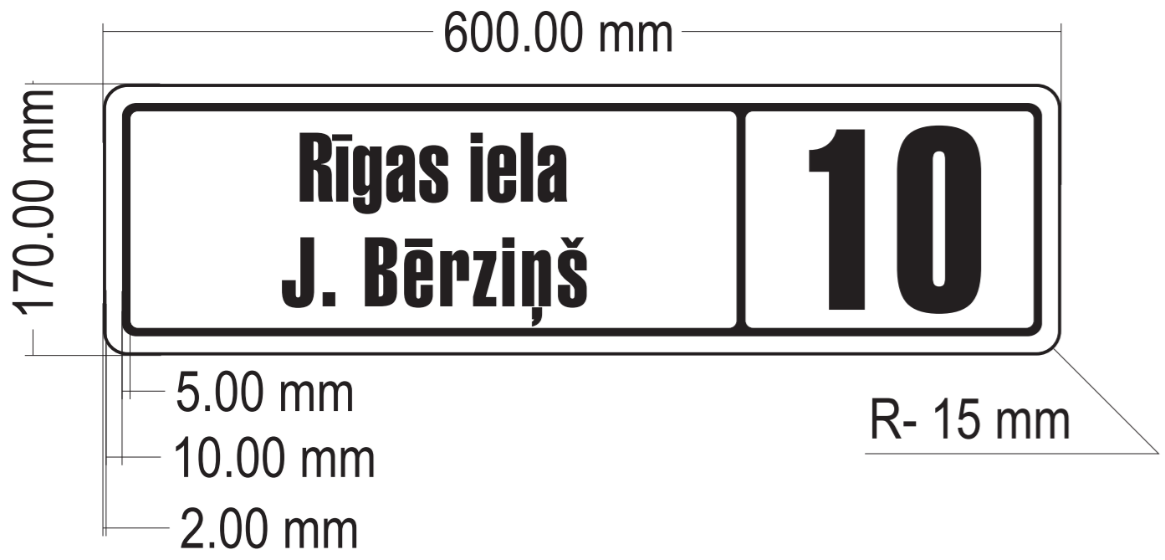 600.00 mm
170.00 mm
Rīgas iela
J. Bērziņš
10
5.00 mm
10.00 mm
2.00 mm
R- 15 mm